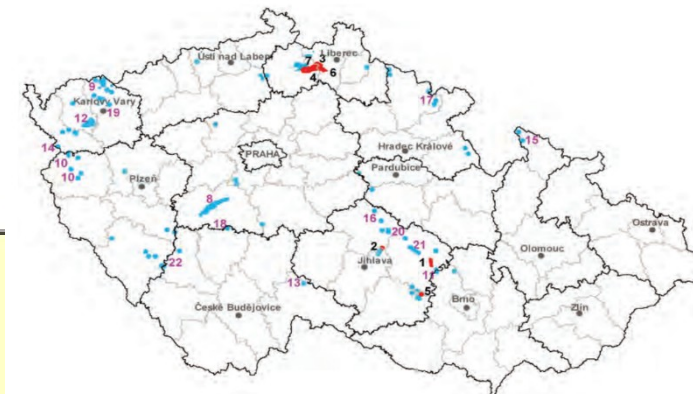 Ústí nad Labem
Liberec
7 3
4 6
9
Karlovy Vary
19
12
17
14
10
10
Hradec Králové
15
PRAHA
Pardubice
Plzeň
8
18
16
20
2
21
Ostrava
Olomouc
Jihlava
1
11
22
13
5
České Budějovice
Brno
Zlín